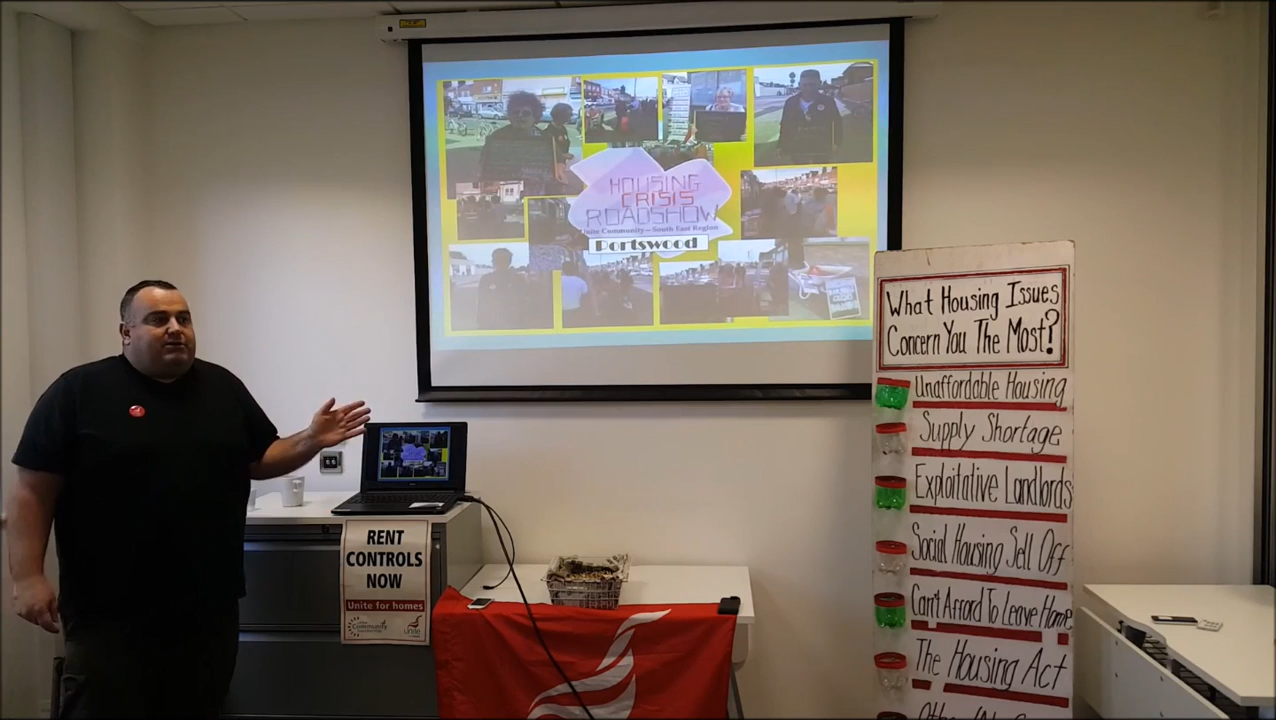 HOUSING
CRISIS
ROADSHOW
Unite Community - South East Region
Portswood
What Housing Issues
Concern You The Most?
Unaffordable Housing
Supply Shortage
Exploitative Landlords
Social Housing Sell Off
Can't Afford To Leave Home
The Housing Act
RENT
CONTROLS
NOW
Unite for homes
Community
unite